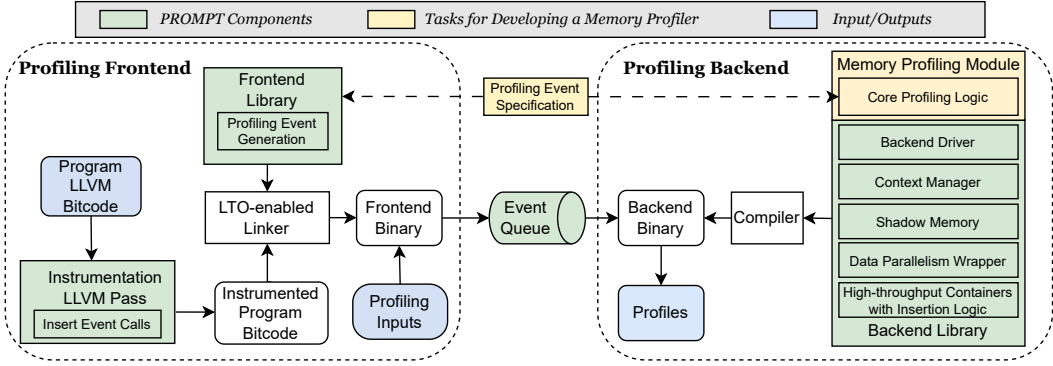 PROMPT Components
Tasks for Developing a Memory Profiler
Input/Outputs
Profiling Frontend
Frontend
Library
Profiling Event
Generation
Program
LLVM
Bitcode
LTO-enabled
Linker
Frontend
Binary
Instrumentation
LLVM Pass
Insert Event Calls
Instrumented
Program
Bitcode
Profiling
Inputs
Profiling Event
Specification
Event
Queue
Profiling Backend
Memory Profiling Module
Core Profiling Logic
Backend Driver
Context Manager
Shadow Memory
Data Parallelism Wrapper
High-throughput Containers
with Insertion Logic
Backend Library
Backend
Binary
Compiler
Profiles